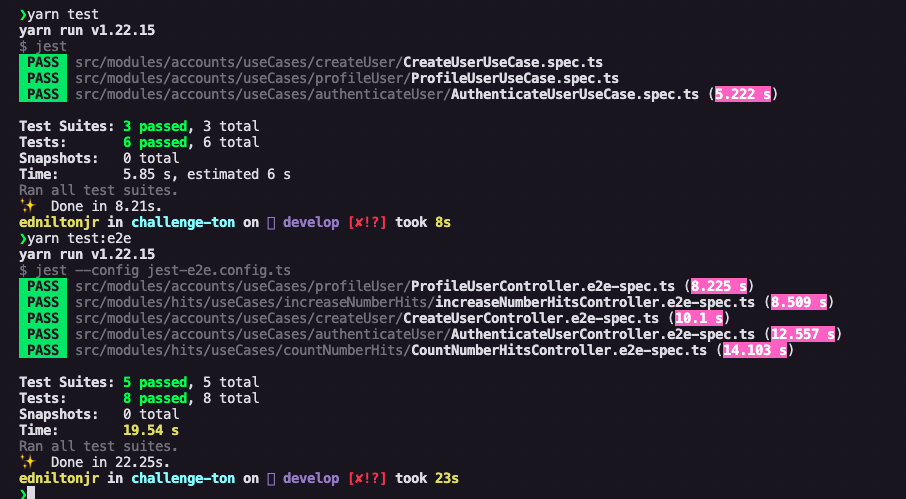 ❯yarn test
yarn run v1.22.15
$ jest
PASS src/modules/accounts/useCases/createUser/CreateUserUseCase.spec.ts
PASS src/modules/accounts/useCases/profileUser/ProfileUserUseCase.spec.ts
PASS src/modules/accounts/useCases/authenticateUser/AuthenticateUserUseCase.spec.ts (5.222 s)
Test Suites: 3 passed, 3 total
Tests: 6 passed, 6 total
Snapshots: 0 total
Time: 5.85 s, estimated 6 s
Ran all test suites.
✨ Done in 8.21s.
edniltonjr in challenge-ton on  develop [✘!?] took 8s
❯yarn test:e2e
yarn run v1.22.15
$ jest --config jest-e2e.config.ts
PASS src/modules/accounts/useCases/profileUser/ProfileUserController.e2e-spec.ts (8.225 s)
PASS src/modules/hits/useCases/increaseNumberHits/increaseNumberHitsController.e2e-spec.ts (8.509 s)
PASS src/modules/accounts/useCases/createUser/CreateUserController.e2e-spec.ts (10.1 s)
PASS src/modules/accounts/useCases/authenticateUser/AuthenticateUserController.e2e-spec.ts (12.557 s)
PASS src/modules/hits/useCases/countNumberHits/CountNumberHitsController.e2e-spec.ts (14.103 s)
Test Suites: 5 passed, 5 total
Tests: 8 passed, 8 total
Snapshots: 0 total
Time: 19.54 s
Ran all test suites.
✨ Done in 22.25s.
edniltonjr in challenge-ton on  develop [✘!?] took 23s
❯